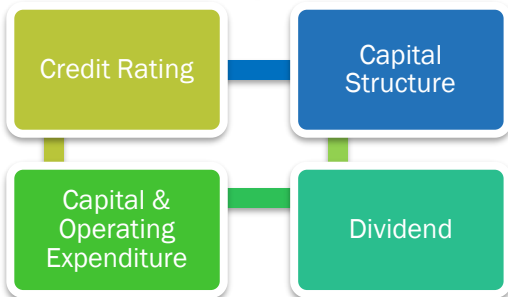 Credit Rating
Capital
Structure
Capital &
Operating
Expenditure
Dividend